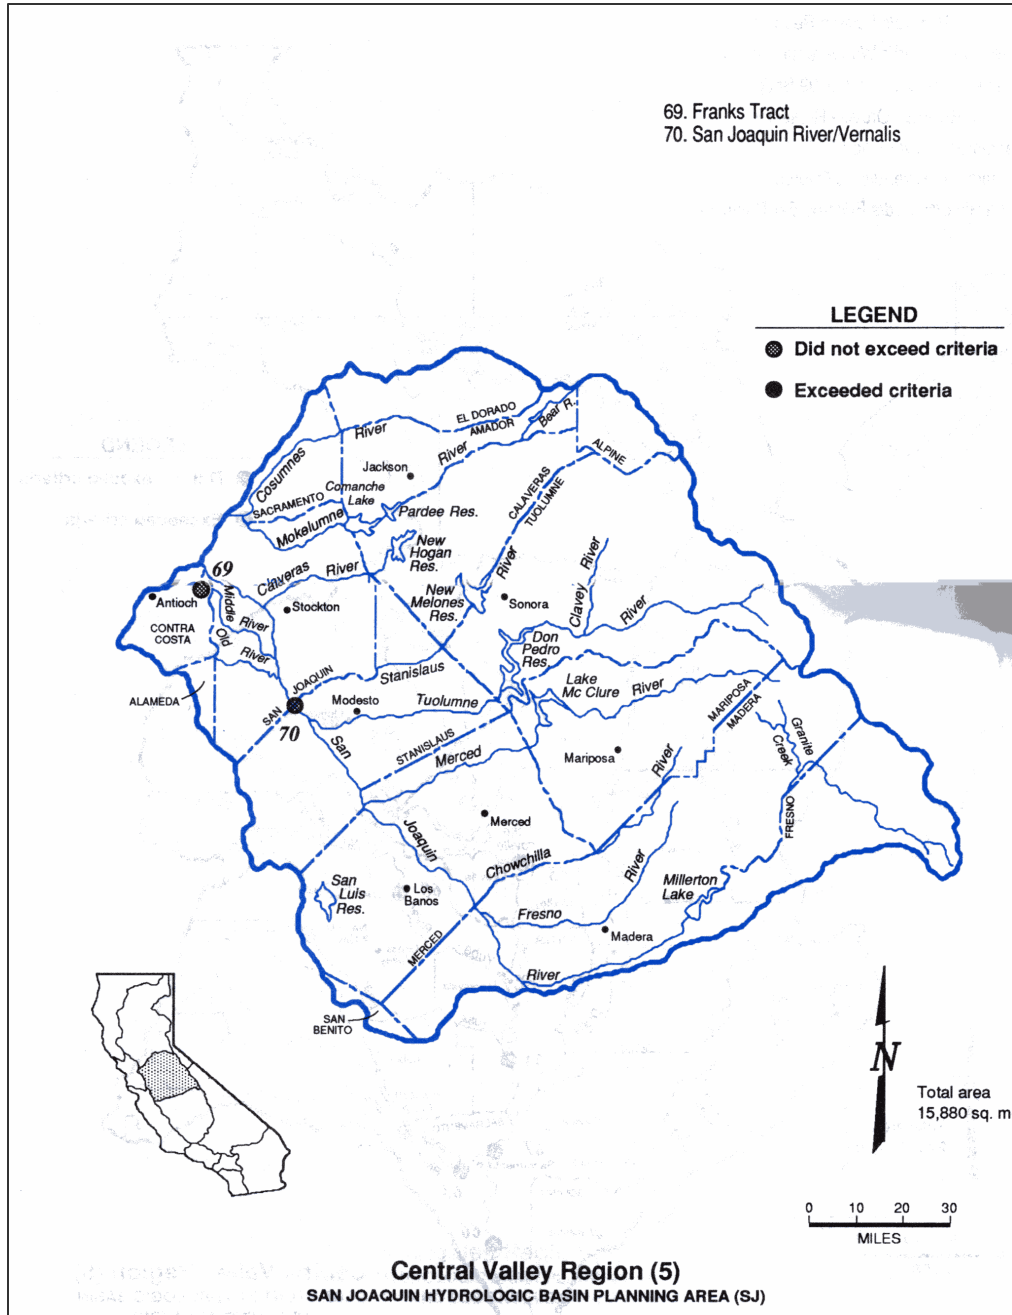 69. Franks Tract
70. San Joaquin River/Vernalis
LEGEND
Did not exceed criteria
Exceeded criteria
EL DORADO
AMADOR
Bear R.
River
River
Cosumnes
Jackson
ALPINE
Comanche
Lake
SACRAMENTO
CALAVERAS
TUOLUMNE
Pardee Res.
Mokelumne
New
Hogan
Res.
69
Claveras River
River
Clavey River
Middle
River
Antioch
Stockton
New
Melones
Res.
Sonora
River
CONTRA
COSTA
Old
River
Don
Pedro
Res.
ALAMEDA
SAN JOAQUIN
Stanislaus
Lake
Mc Clure
River
Modesto
Tuolumne
MARIPOSA
MADERA
70
San
STANISLAUS
Merced
Mariposa
River
Granite
Creek
Joaquin
Merced
FRESNO
Chowchilla
River
San
Luis
Res.
Los
Banos
Millerton
Lake
Fresno
Madera
MERCED
River
SAN
BENITO
N
Total area
15,880 sq. m
0 10 20 30
MILES
Central Valley Region (5)
SAN JOAQUIN HYDROLOGIC BASIN PLANNING AREA (SJ)